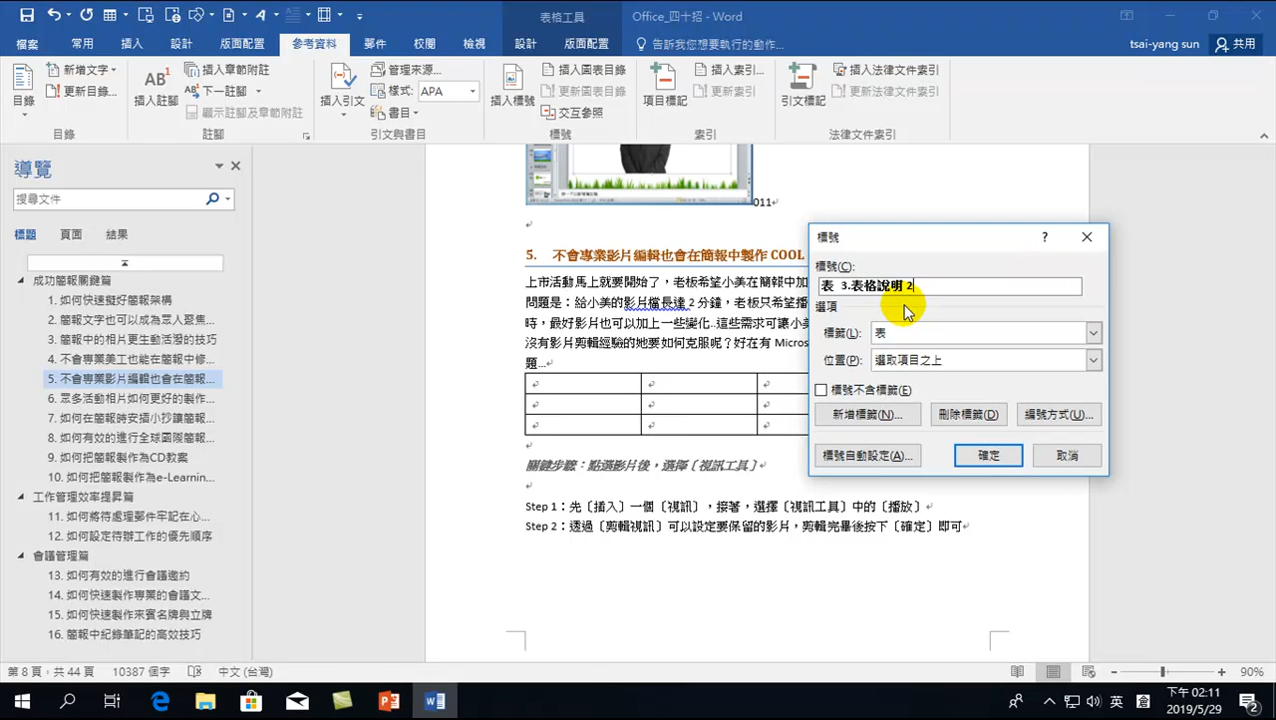 表格工具
Office_四十招 - Word
檔案 常用 插入 設計 版面配置 參考資料 郵件 校閱 檢視 設計 版面配置 告訴我您想要執行的動作... tsai-yang sun 共用
目錄
新增文字
更新目錄...
目錄
AB1
插入註腳
插入章節附註
下一註腳
顯示註腳及章節附註
註腳
插入引文
管理來源...
樣式: APA
書目
引文與書目
插入標號
插入圖表目錄
更新圖表目錄
交互參照
標號
項目標記
插入索引...
更新索引
索引
引文標記
插入法律文件索引
更新法律文件索引
法律文件索引
導覽
搜尋文件
標題 頁面 結果
成功簡報關鍵篇
1. 如何快速擬好簡報架構
2. 簡報文字也可以成為眾人聚焦...
3. 簡報中的相片更生動活潑的技巧
4. 不會專業美工也能在簡報中修...
5. 不會專業影片編輯也會在簡報...
6. 眾多活動相片如何更好的製作...
7. 如何在簡報時安插小抄讓簡報...
8. 如何有效的進行全球團隊簡報...
9. 如何把簡報製作為CD教案
10. 如何把簡報製作為e-Learnin...
工作管理效率提昇篇
11. 如何將待處理郵件牢記在心...
12. 如何設定待辦工作的優先順序
會議管理篇
13. 如何有效的進行會議邀約
14. 如何快速製作專業的會議文...
15. 如何快速製作來賓名牌與立牌
16. 簡報中紀錄筆記的高效技巧
011
5. 不會專業影片編輯也會在簡報中製作 COOL
上市活動馬上就要開始了，老板希望小美在簡報中加
問題是：給小美的影片檔長達 2 分鐘，老板只希望播
時，最好影片也可以加上一些變化..這些需求可讓小美
沒有影片剪輯經驗的她要如何克服呢？好在有 Micros
題...
關鍵步驟：點選影片後，選擇〔視訊工具〕
Step 1：先〔插入〕一個〔視訊〕，接著，選擇〔視訊工具〕中的〔播放〕
Step 2：透過〔剪輯視訊〕可以設定要保留的影片，剪輯完畢後按下〔確定〕即可
標號
?
標號(C):
表 3.表格說明 2
選項
標籤(L): 表
位置(P): 選取項目之上
標號不含標籤(E)
新增標籤(N)... 刪除標籤(D) 編號方式(U)...
標號自動設定(A)... 確定 取消
第 8 頁，共 44 頁 10387 個字 中文 (台灣) 90%
英
下午 02:11
2019/5/29
2